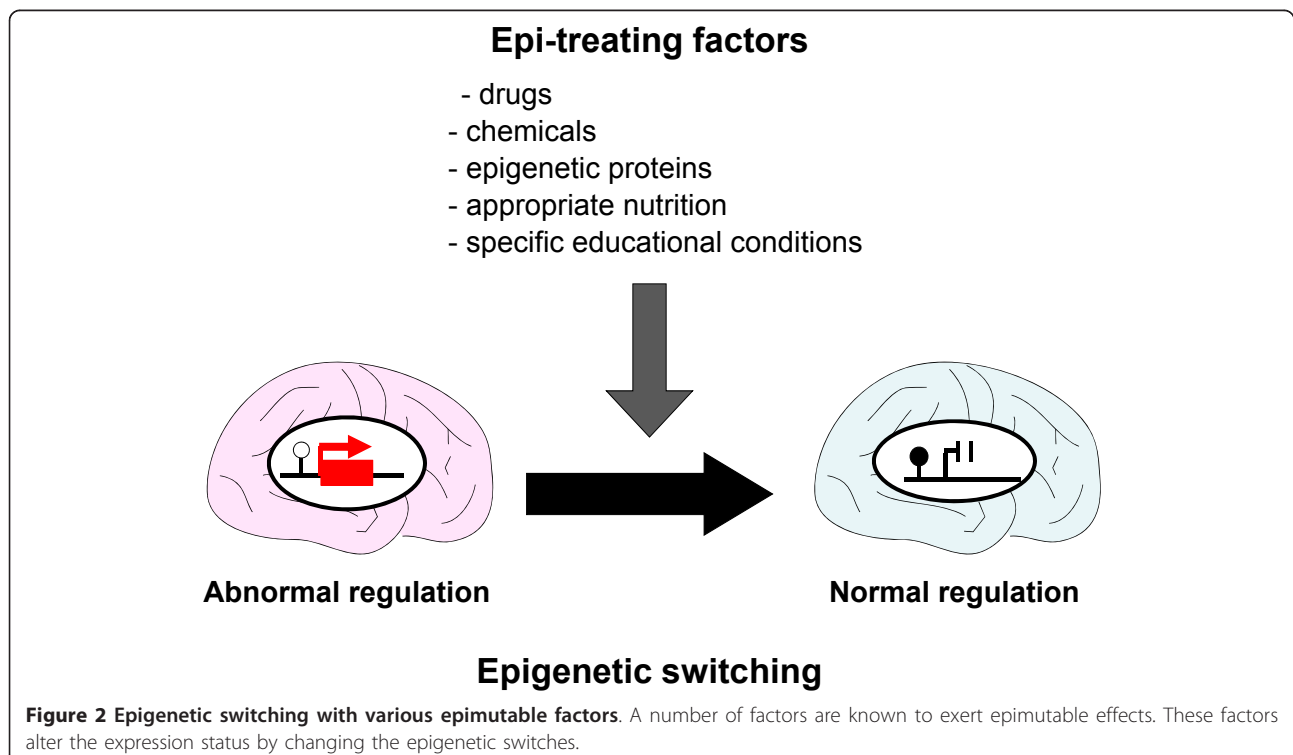 Epi-treating factors
- drugs
- chemicals
- epigenetic proteins
- appropriate nutrition
- specific educational conditions
Abnormal regulation
Normal regulation
Epigenetic switching
Figure 2 Epigenetic switching with various epimutable factors. A number of factors are known to exert epimutable effects. These factors
alter the expression status by changing the epigenetic switches.